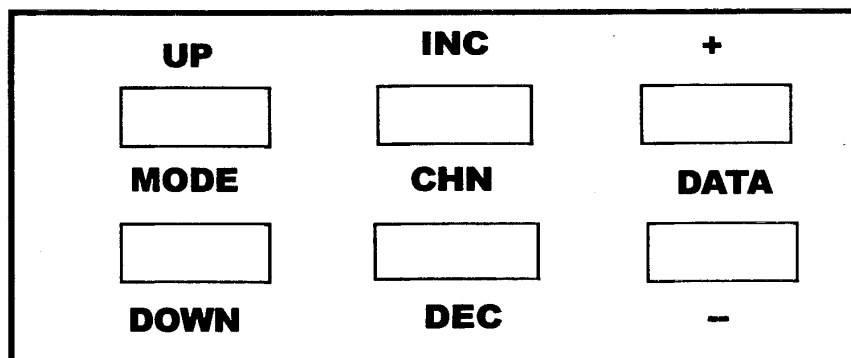 UP INC +
MODE CHN DATA
DOWN DEC --